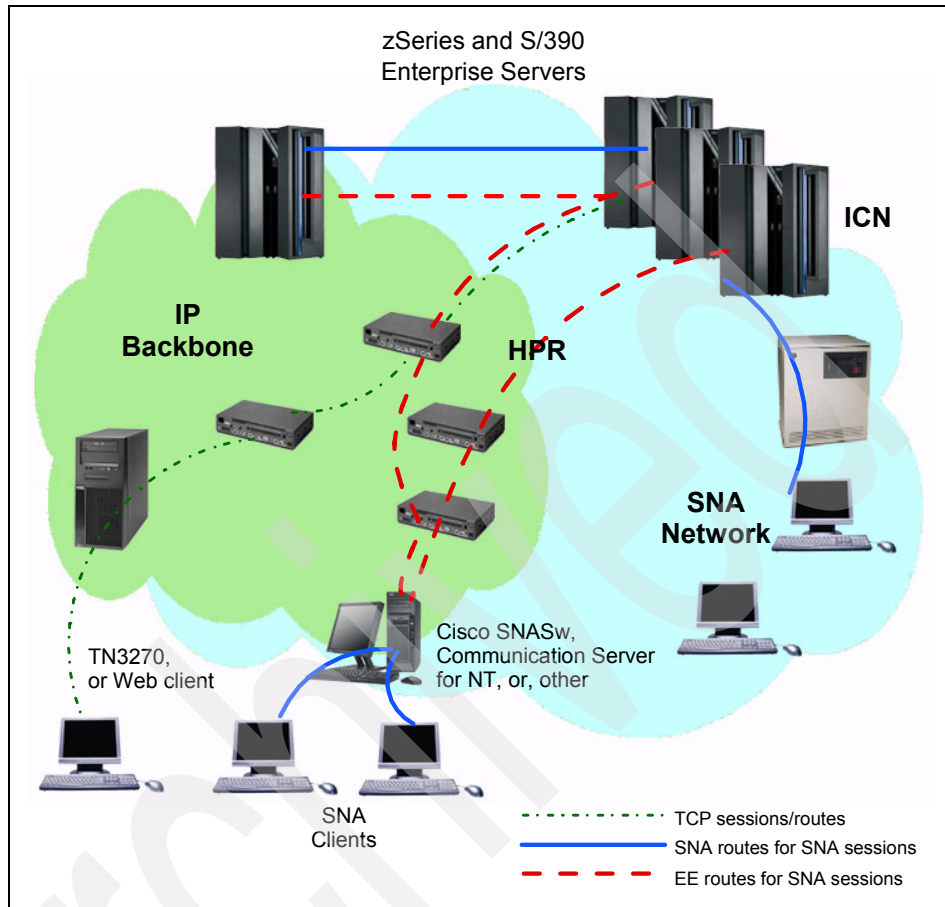 zSeries and S/390
Enterprise Servers
ICN
IP
Backbone
HPR
SNA
Network
TN3270,
or Web client
Cisco SNASw,
Communication Server
for NT, or, other
SNA
Clients
TCP sessions/routes
SNA routes for SNA sessions
EE routes for SNA sessions